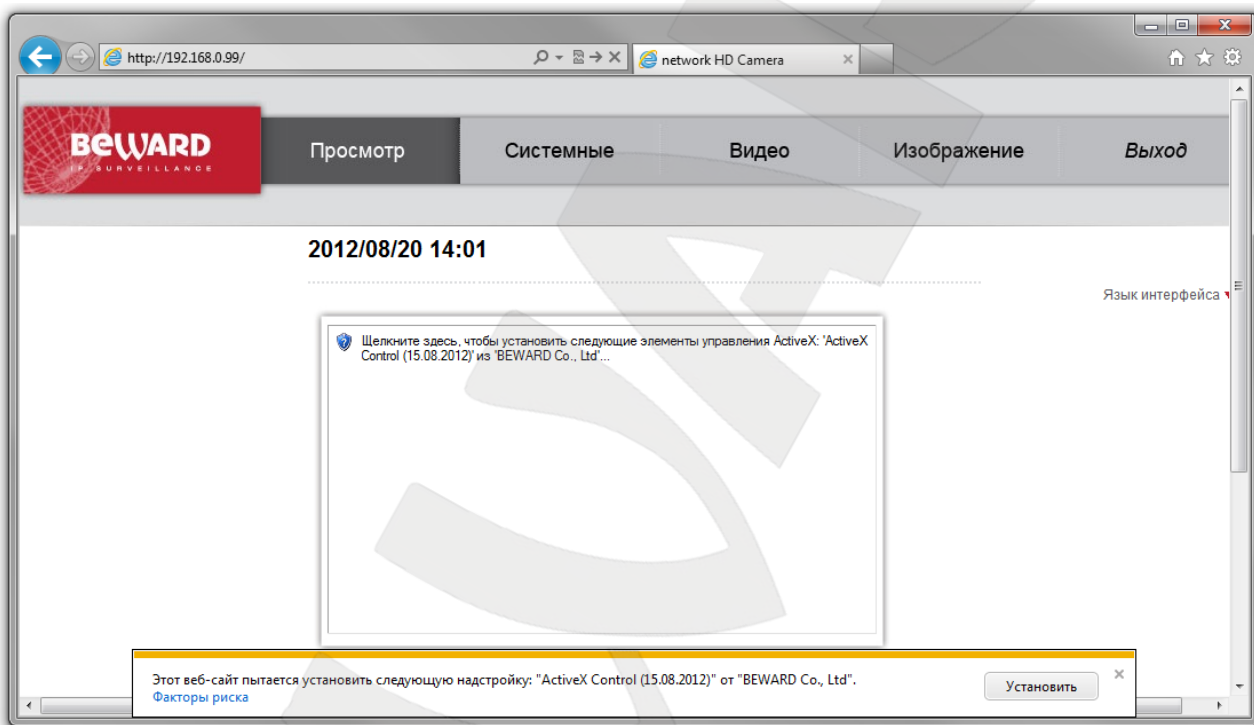 http://192.168.0.99/
network HD Camera
BEWARD
IP SURVEILLANCE
Просмотр
Системные
Видео
Изображение
Выход
2012/08/20 14:01
Язык интерфейса
Щелкните здесь, чтобы установить следующие элементы управления ActiveX: 'ActiveX
Control (15.08.2012)' из 'BEWARD Co., Ltd'...
Этот веб-сайт пытается установить следующую надстройку: "ActiveX Control (15.08.2012)" от "BEWARD Co., Ltd".
Факторы риска
Установить